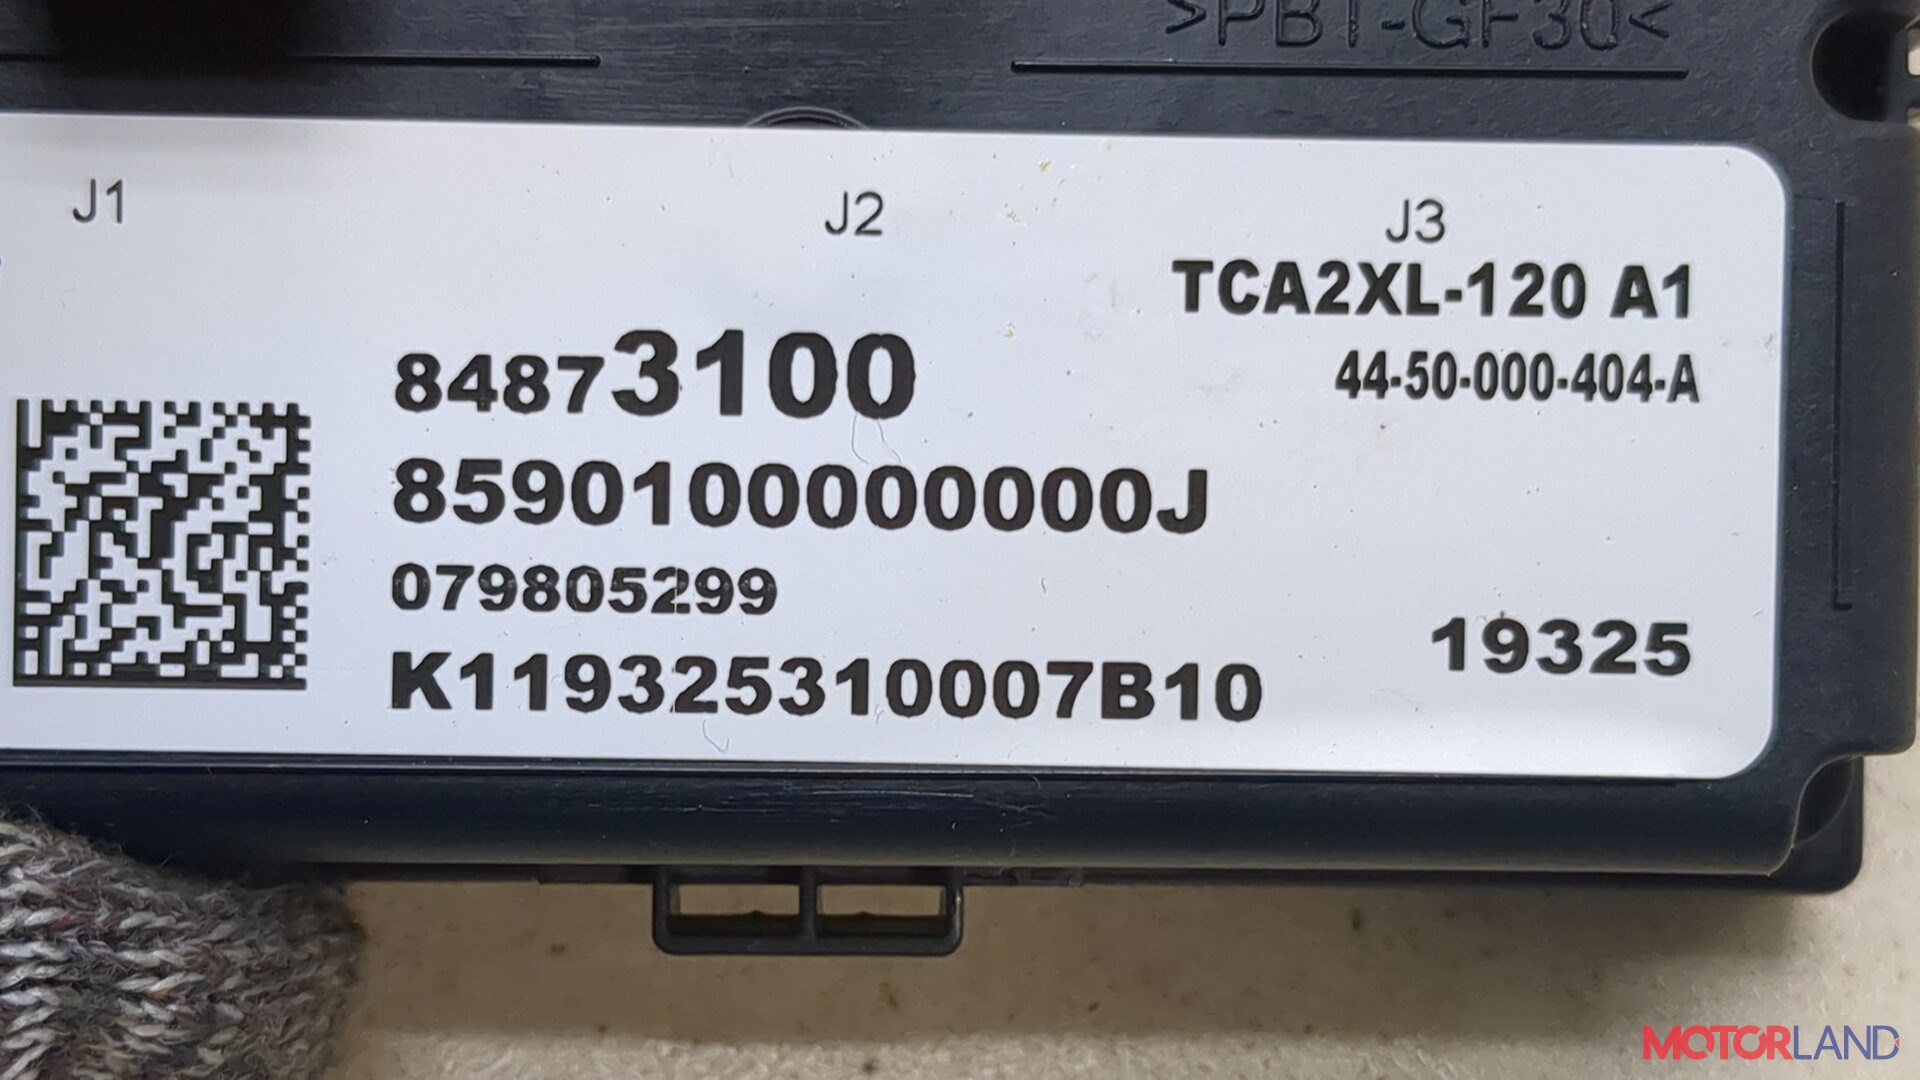 >PBT-GF30<
J1
J2
J3
TCA2XL-120 A1
84873100
44-50-000-404-A
8590100000000J
079805299
19325
K119325310007B10
MOTORLAND